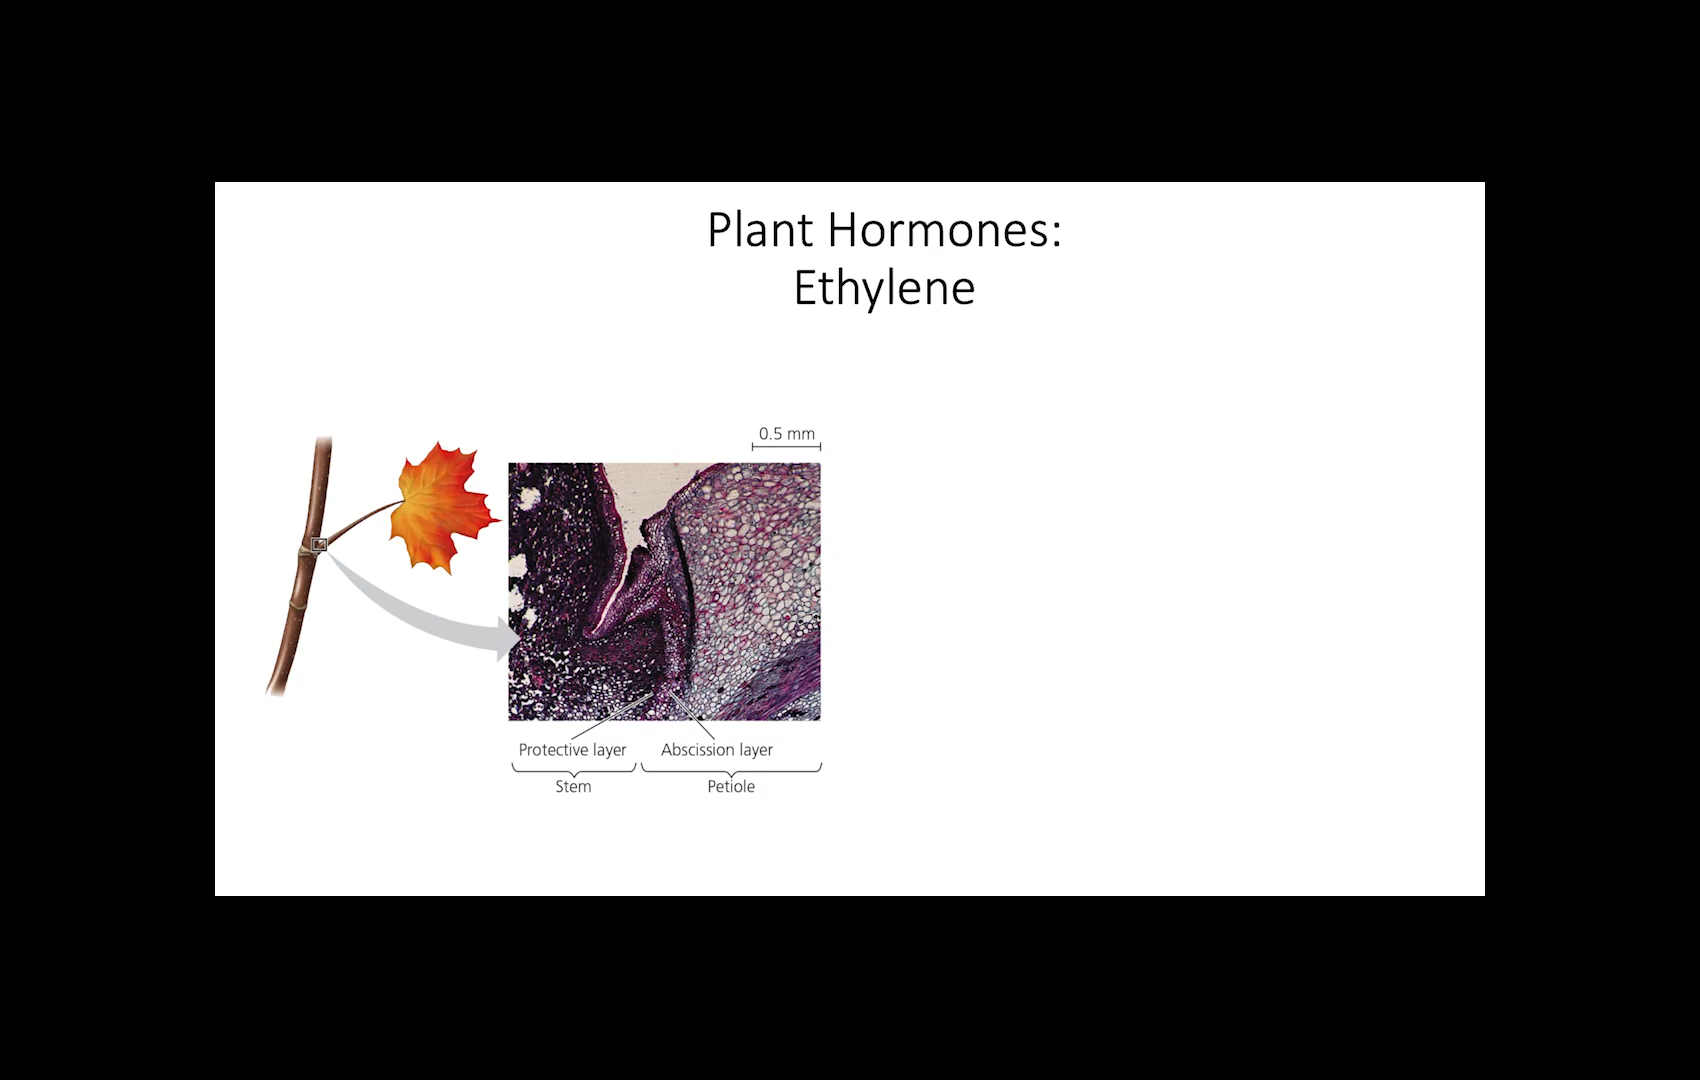 Plant Hormones:
Ethylene
0.5 mm
Protective layer
Abscission layer
Stem
Petiole